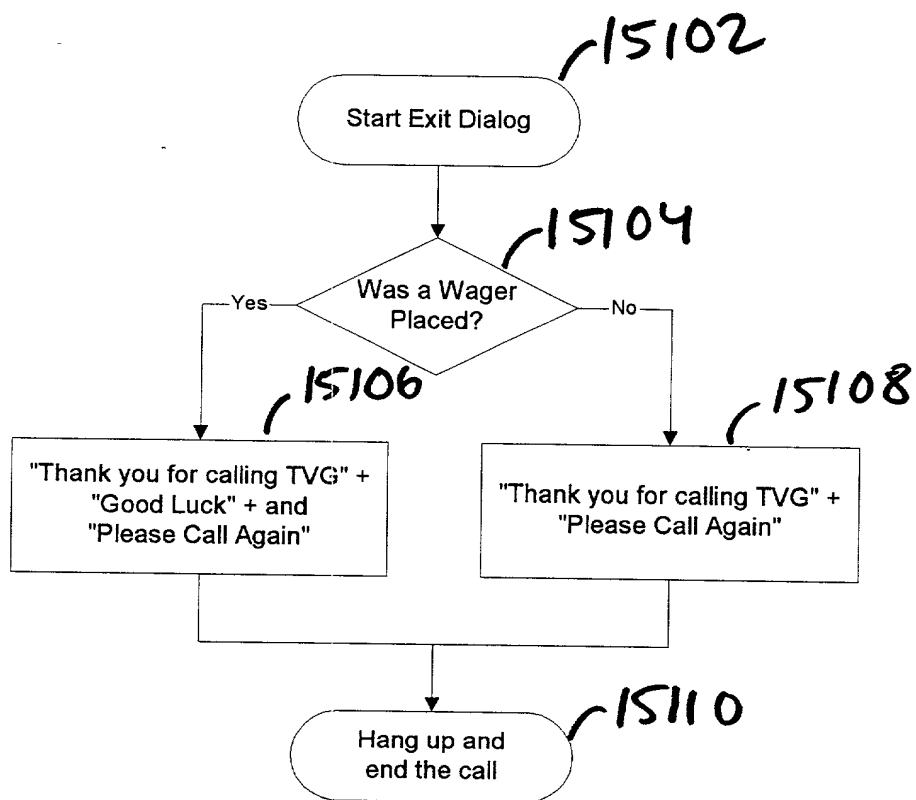 15102
Start Exit Dialog
15104
Was a Wager
Placed?
Yes
No
15106
15108
"Thank you for calling TVG" +
"Good Luck" + and
"Please Call Again"
"Thank you for calling TVG" +
"Please Call Again"
15110
Hang up and
end the call